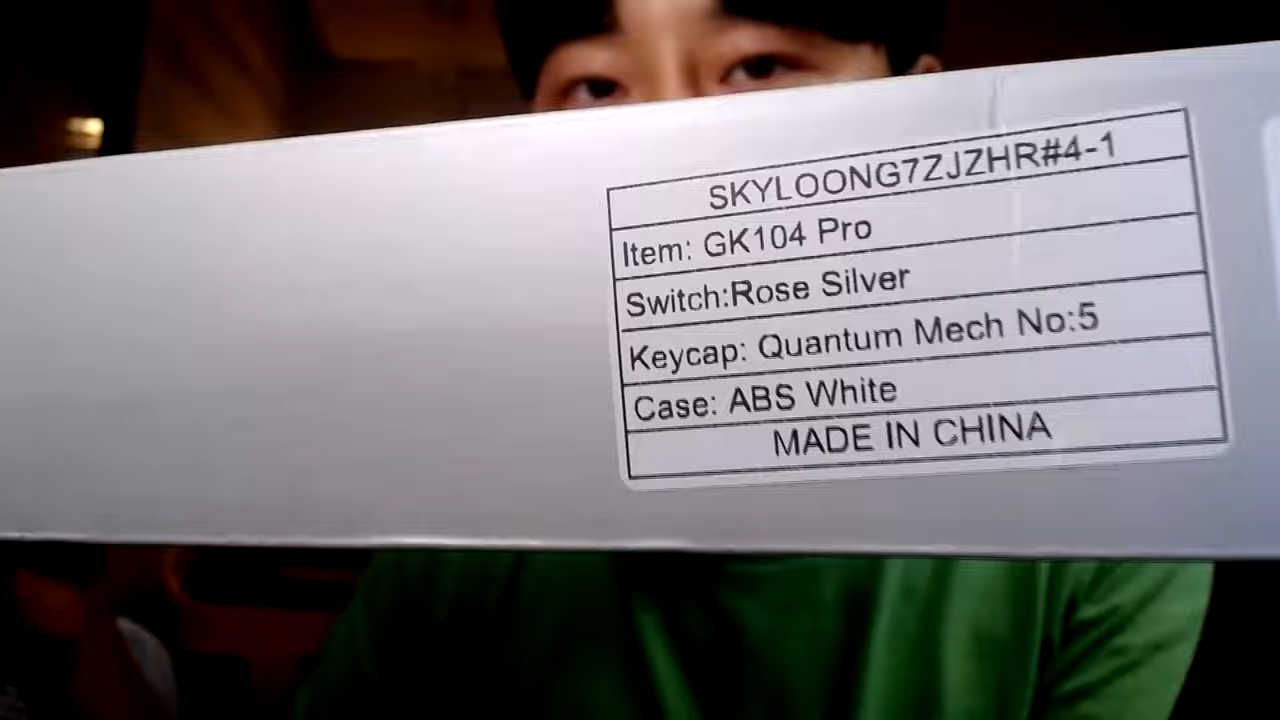 SKYLOONG7ZJZHR#4-1
Item: GK104 Pro
Switch:Rose Silver
Keycap: Quantum Mech No:5
Case: ABS White
MADE IN CHINA